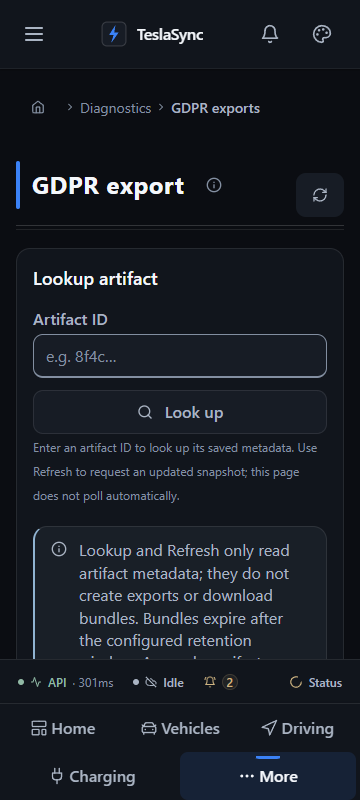 TeslaSync
Diagnostics
GDPR exports
GDPR export
Lookup artifact
Artifact ID
e.g. 8f4c...
Look up
Enter an artifact ID to look up its saved metadata. Use
Refresh to request an updated snapshot; this page
does not poll automatically.
Lookup and Refresh only read
artifact metadata; they do not
create exports or download
bundles. Bundles expire after
the configured retention
API · 301ms
Idle
2
Status
Home
Vehicles
Driving
Charging
More